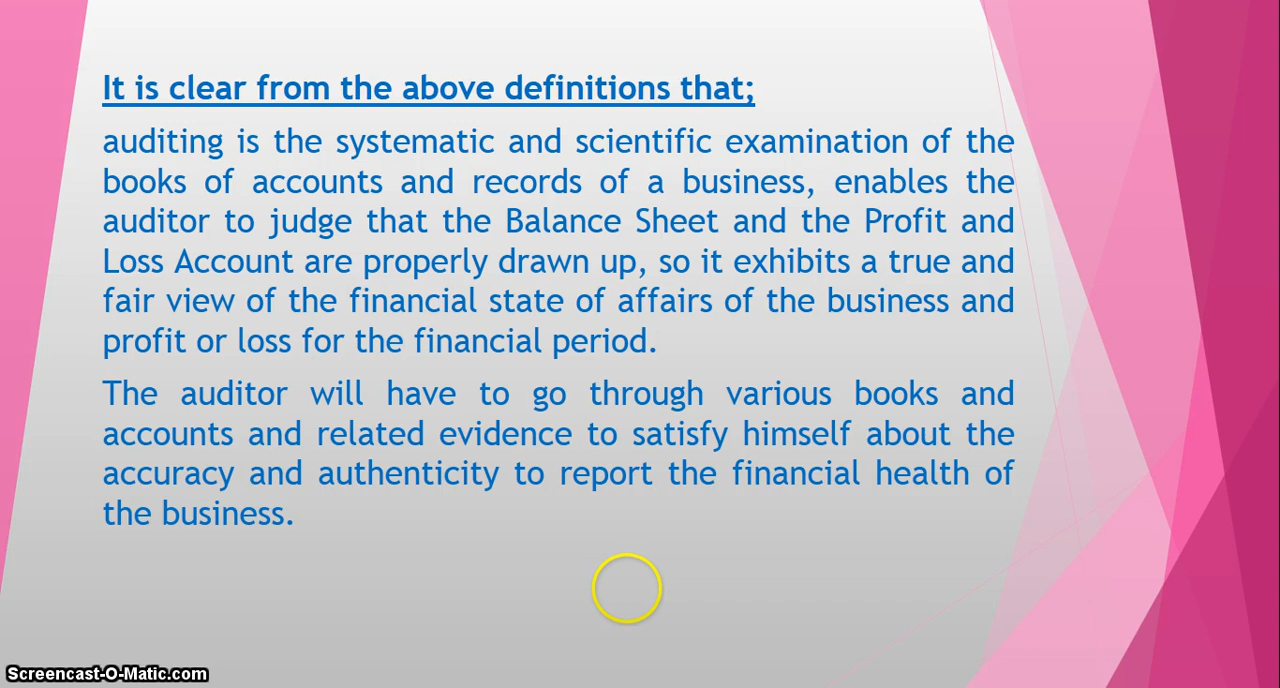 It is clear from the above definitions that;
auditing is the systematic and scientific examination of the
books of accounts and records of a business, enables the
auditor to judge that the Balance Sheet and the Profit and
Loss Account are properly drawn up, so it exhibits a true and
fair view of the financial state of affairs of the business and
profit or loss for the financial period.
The auditor will have to go through various books and
accounts and related evidence to satisfy himself about the
accuracy and authenticity to report the financial health of
the business.
Screencast-O-Matic.com